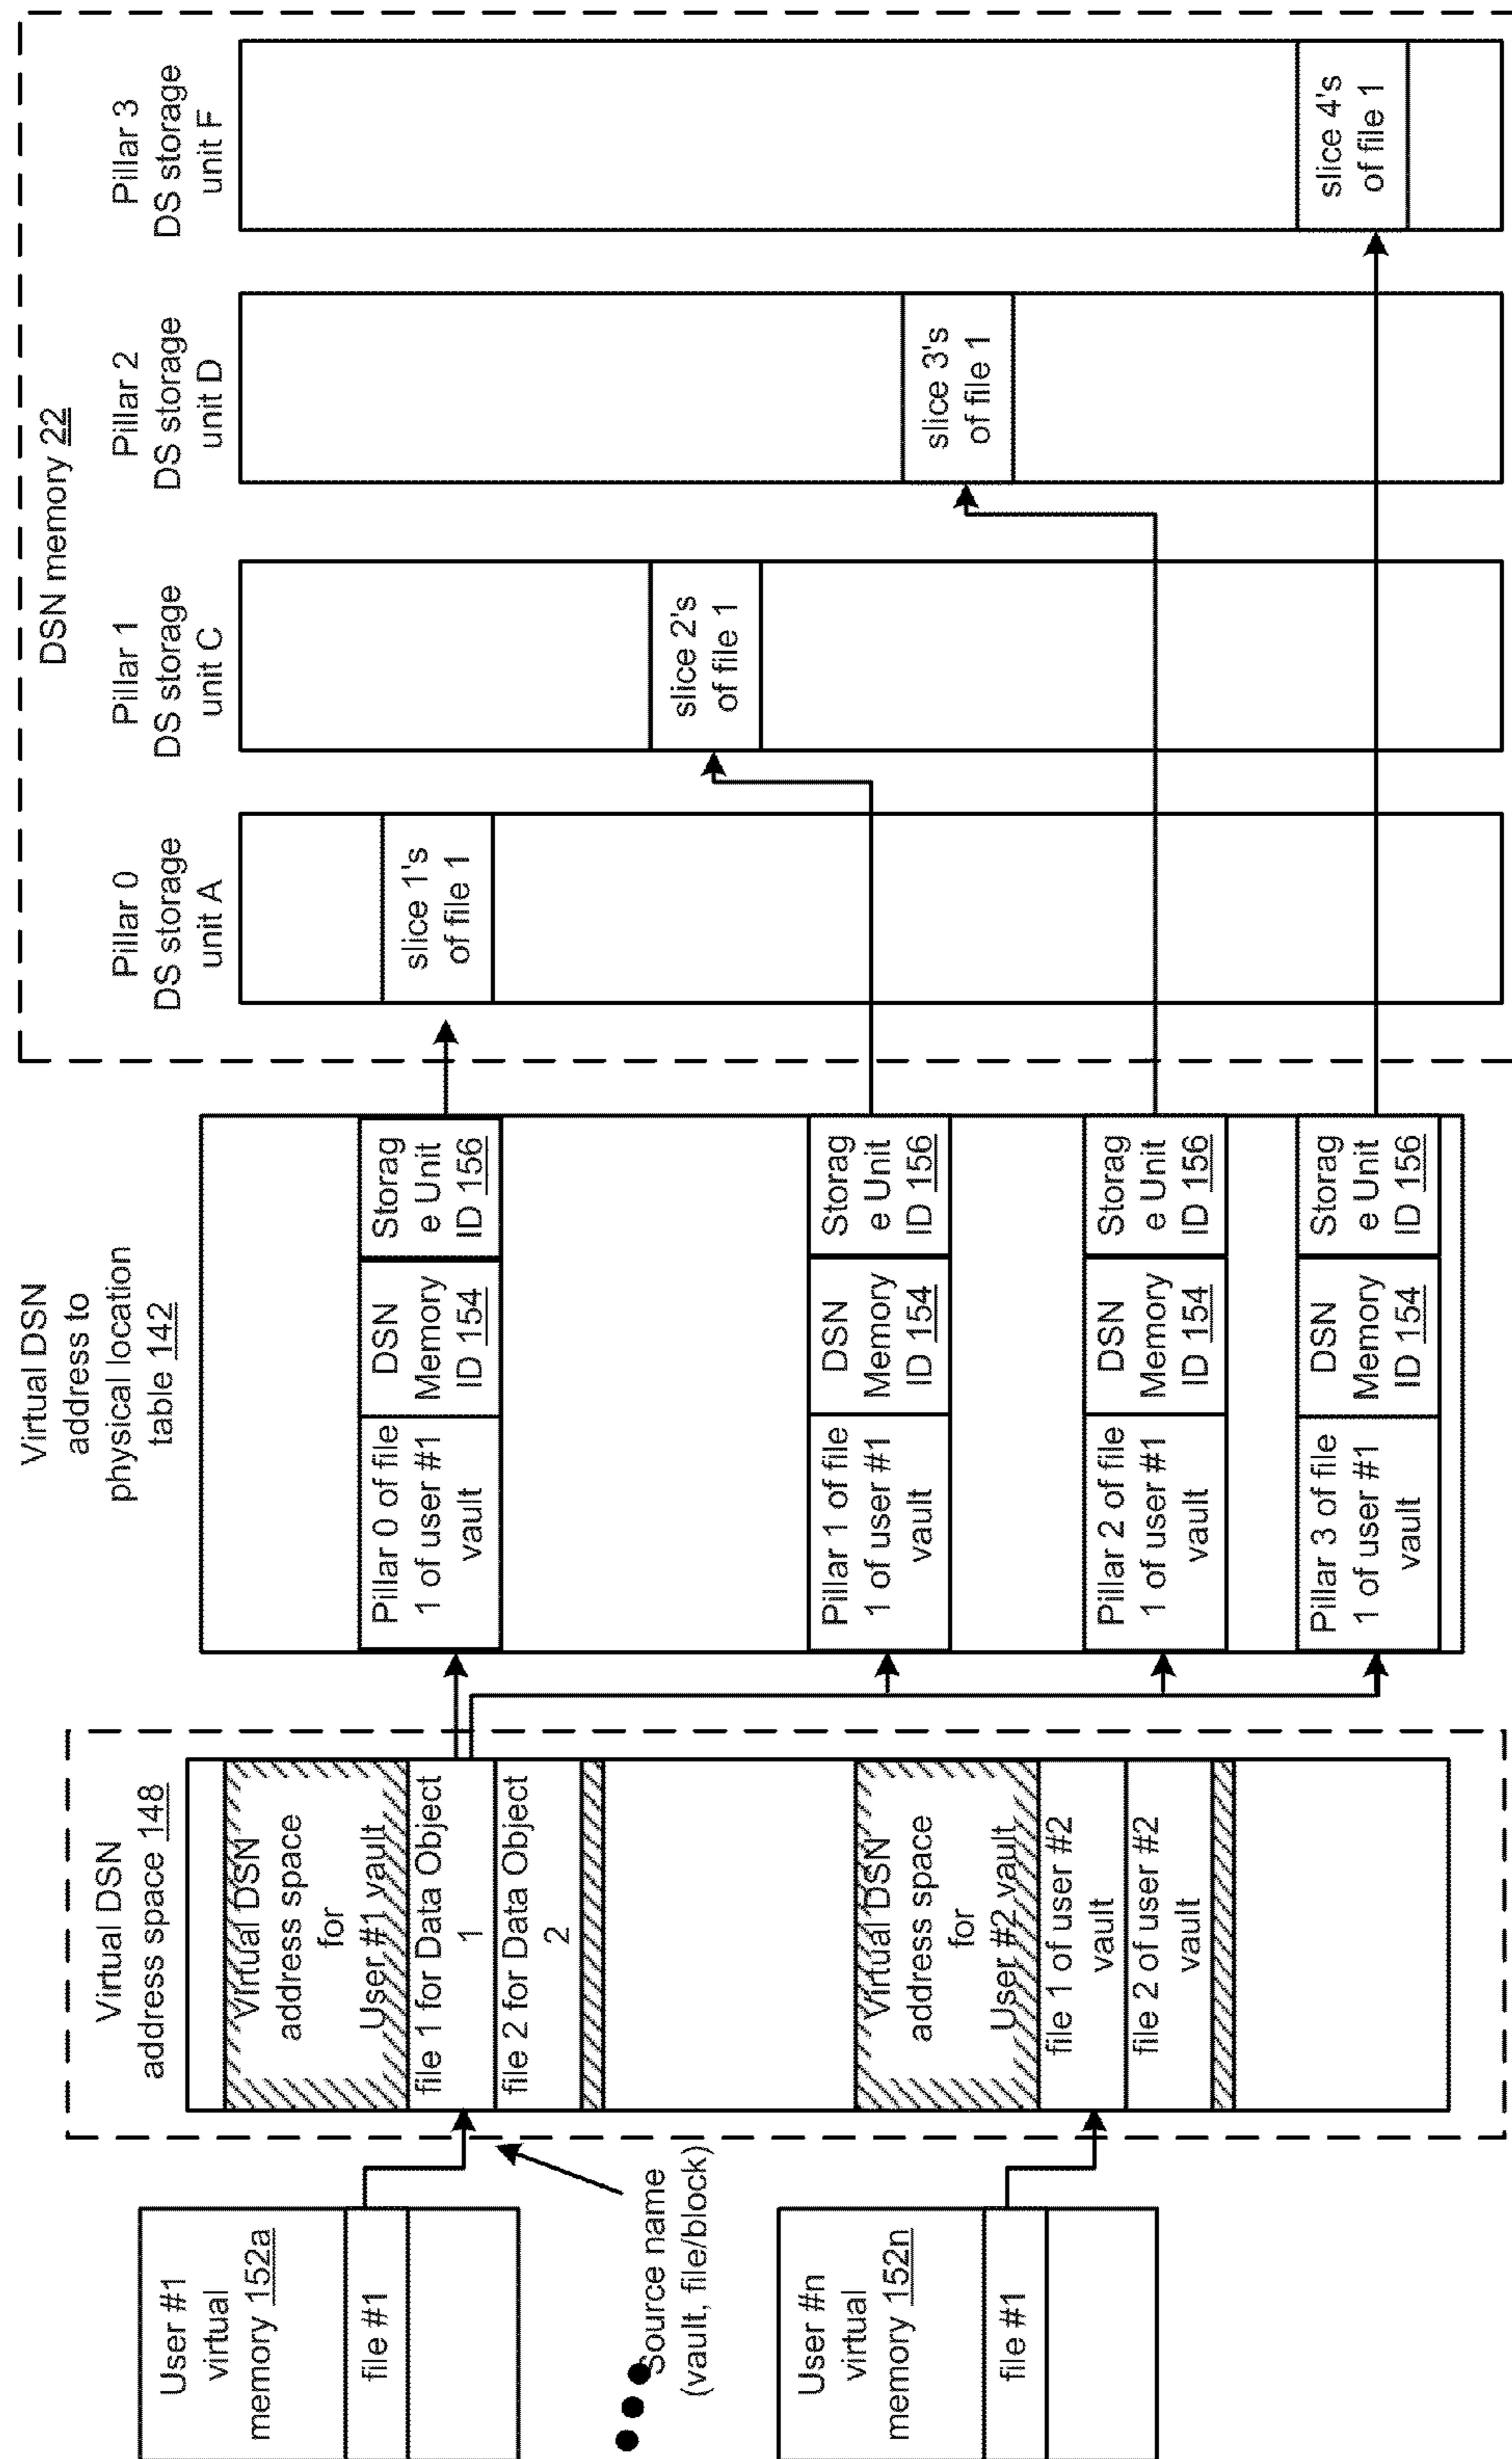 User #1
virtual
memory 152a
file #1
Source name
(vault, file/block)
User #n
virtual
memory 152n
file #1
Virtual DSN
address space 148
Virtual DSN
address space
for
User #1 vault
file 1 for Data Object
1
file 2 for Data Object
2
Virtual DSN
address space
for
User #2 vault
file 1 of user #2
vault
file 2 of user #2
vault
Virtual DSN
address to
physical location
table 142
Pillar 0 of file
1 of user #1
vault
DSN
Memory
ID 154
Storag
e Unit
ID 156
Pillar 1 of file
1 of user #1
vault
DSN
Memory
ID 154
Storag
e Unit
ID 156
Pillar 2 of file
1 of user #1
vault
DSN
Memory
ID 154
Storag
e Unit
ID 156
Pillar 3 of file
1 of user #1
vault
DSN
Memory
ID 154
Storag
e Unit
ID 156
DSN memory 22
Pillar 0
DS storage
unit A
slice 1's
of file 1
Pillar 1
DS storage
unit C
slice 2's
of file 1
Pillar 2
DS storage
unit D
slice 3's
of file 1
Pillar 3
DS storage
unit F
slice 4's
of file 1